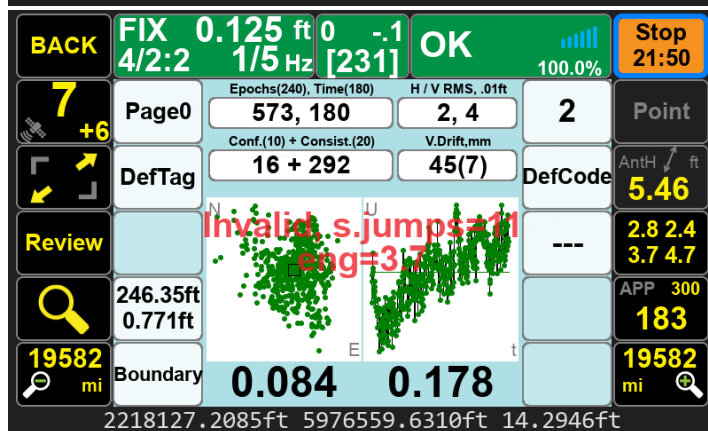 BACK
FIX 0.125 ft
4/2:2 1/5 Hz
0 -.1
[231]
OK
100.0%
Stop
21:50
7
+6
Page0
Epochs(240), Time(180)
573, 180
H / V RMS, .01ft
2, 4
2
Point
DefTag
Conf.(10) + Consist.(20)
16 + 292
V.Drift,mm
45(7)
DefCode
AntH ft
5.46
Review
N
U
Invalid, s.jumps=11
eng=3.7
---
2.8 2.4
3.7 4.7
246.35ft
0.771ft
APP 300
183
E
t
19582
mi
Boundary
0.084
0.178
19582
mi
2218127.2085ft 5976559.6310ft 14.2946ft